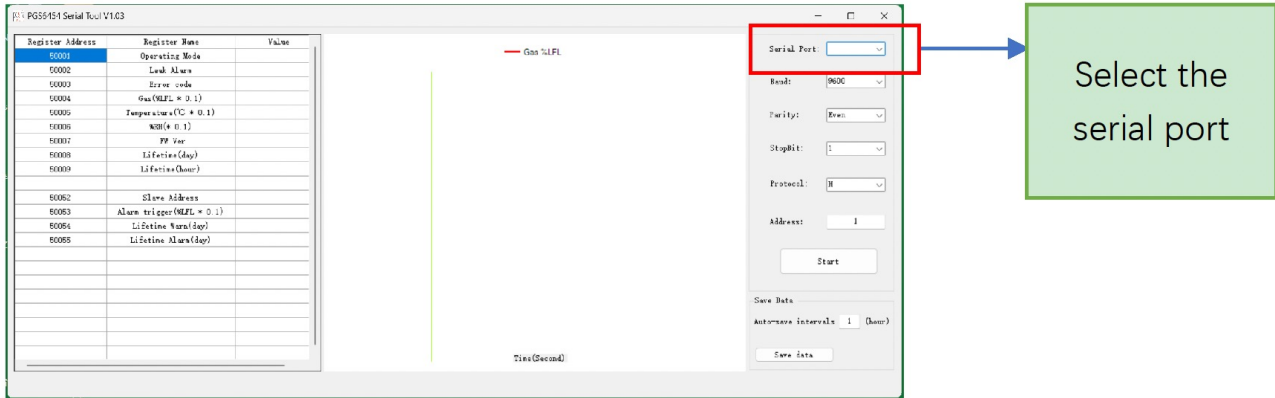 PGS6454 Serial Tool V1.03
Register Address Register Name Value
50001 Operating Mode
50002 Leak Alarm
50003 Error code
50004 Gas(%LFL * 0.1)
50005 Temperature(℃ * 0.1)
50006 %RH(* 0.1)
50007 FW Ver
50008 Lifetime(day)
50009 Lifetime(hour)
50052 Slave Address
50053 Alarm trigger(%LFL * 0.1)
50054 Lifetime Warn(day)
50055 Lifetime Alarm(day)
Gas %LFL
Time(Second)
Serial Port:
Baud: 9600
Parity: Even
StopBit: 1
Protocol: H
Address: 1
Start
Save Data
Auto-save intervals 1 (hour)
Save data
Select the
serial port